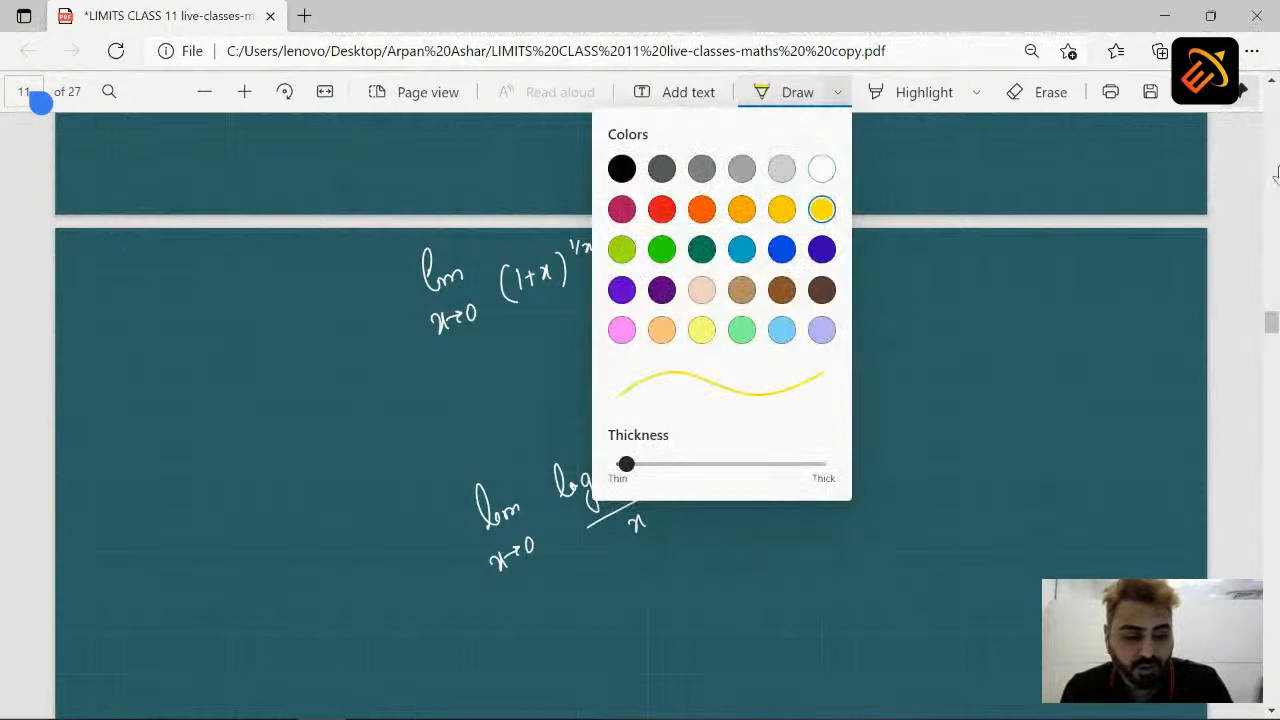 *LIMITS CLASS 11 live-classes-m
File C:/Users/lenovo/Desktop/Arpan%20Ashar/LIMITS%20CLASS%2011%20live-classes-maths%20%20copy.pdf
11 of 27 Page view Read aloud Add text Draw Highlight Erase
Colors
lim (1+x)^1/x
x→0
Thickness
Thin Thick
lim log
x
x→0